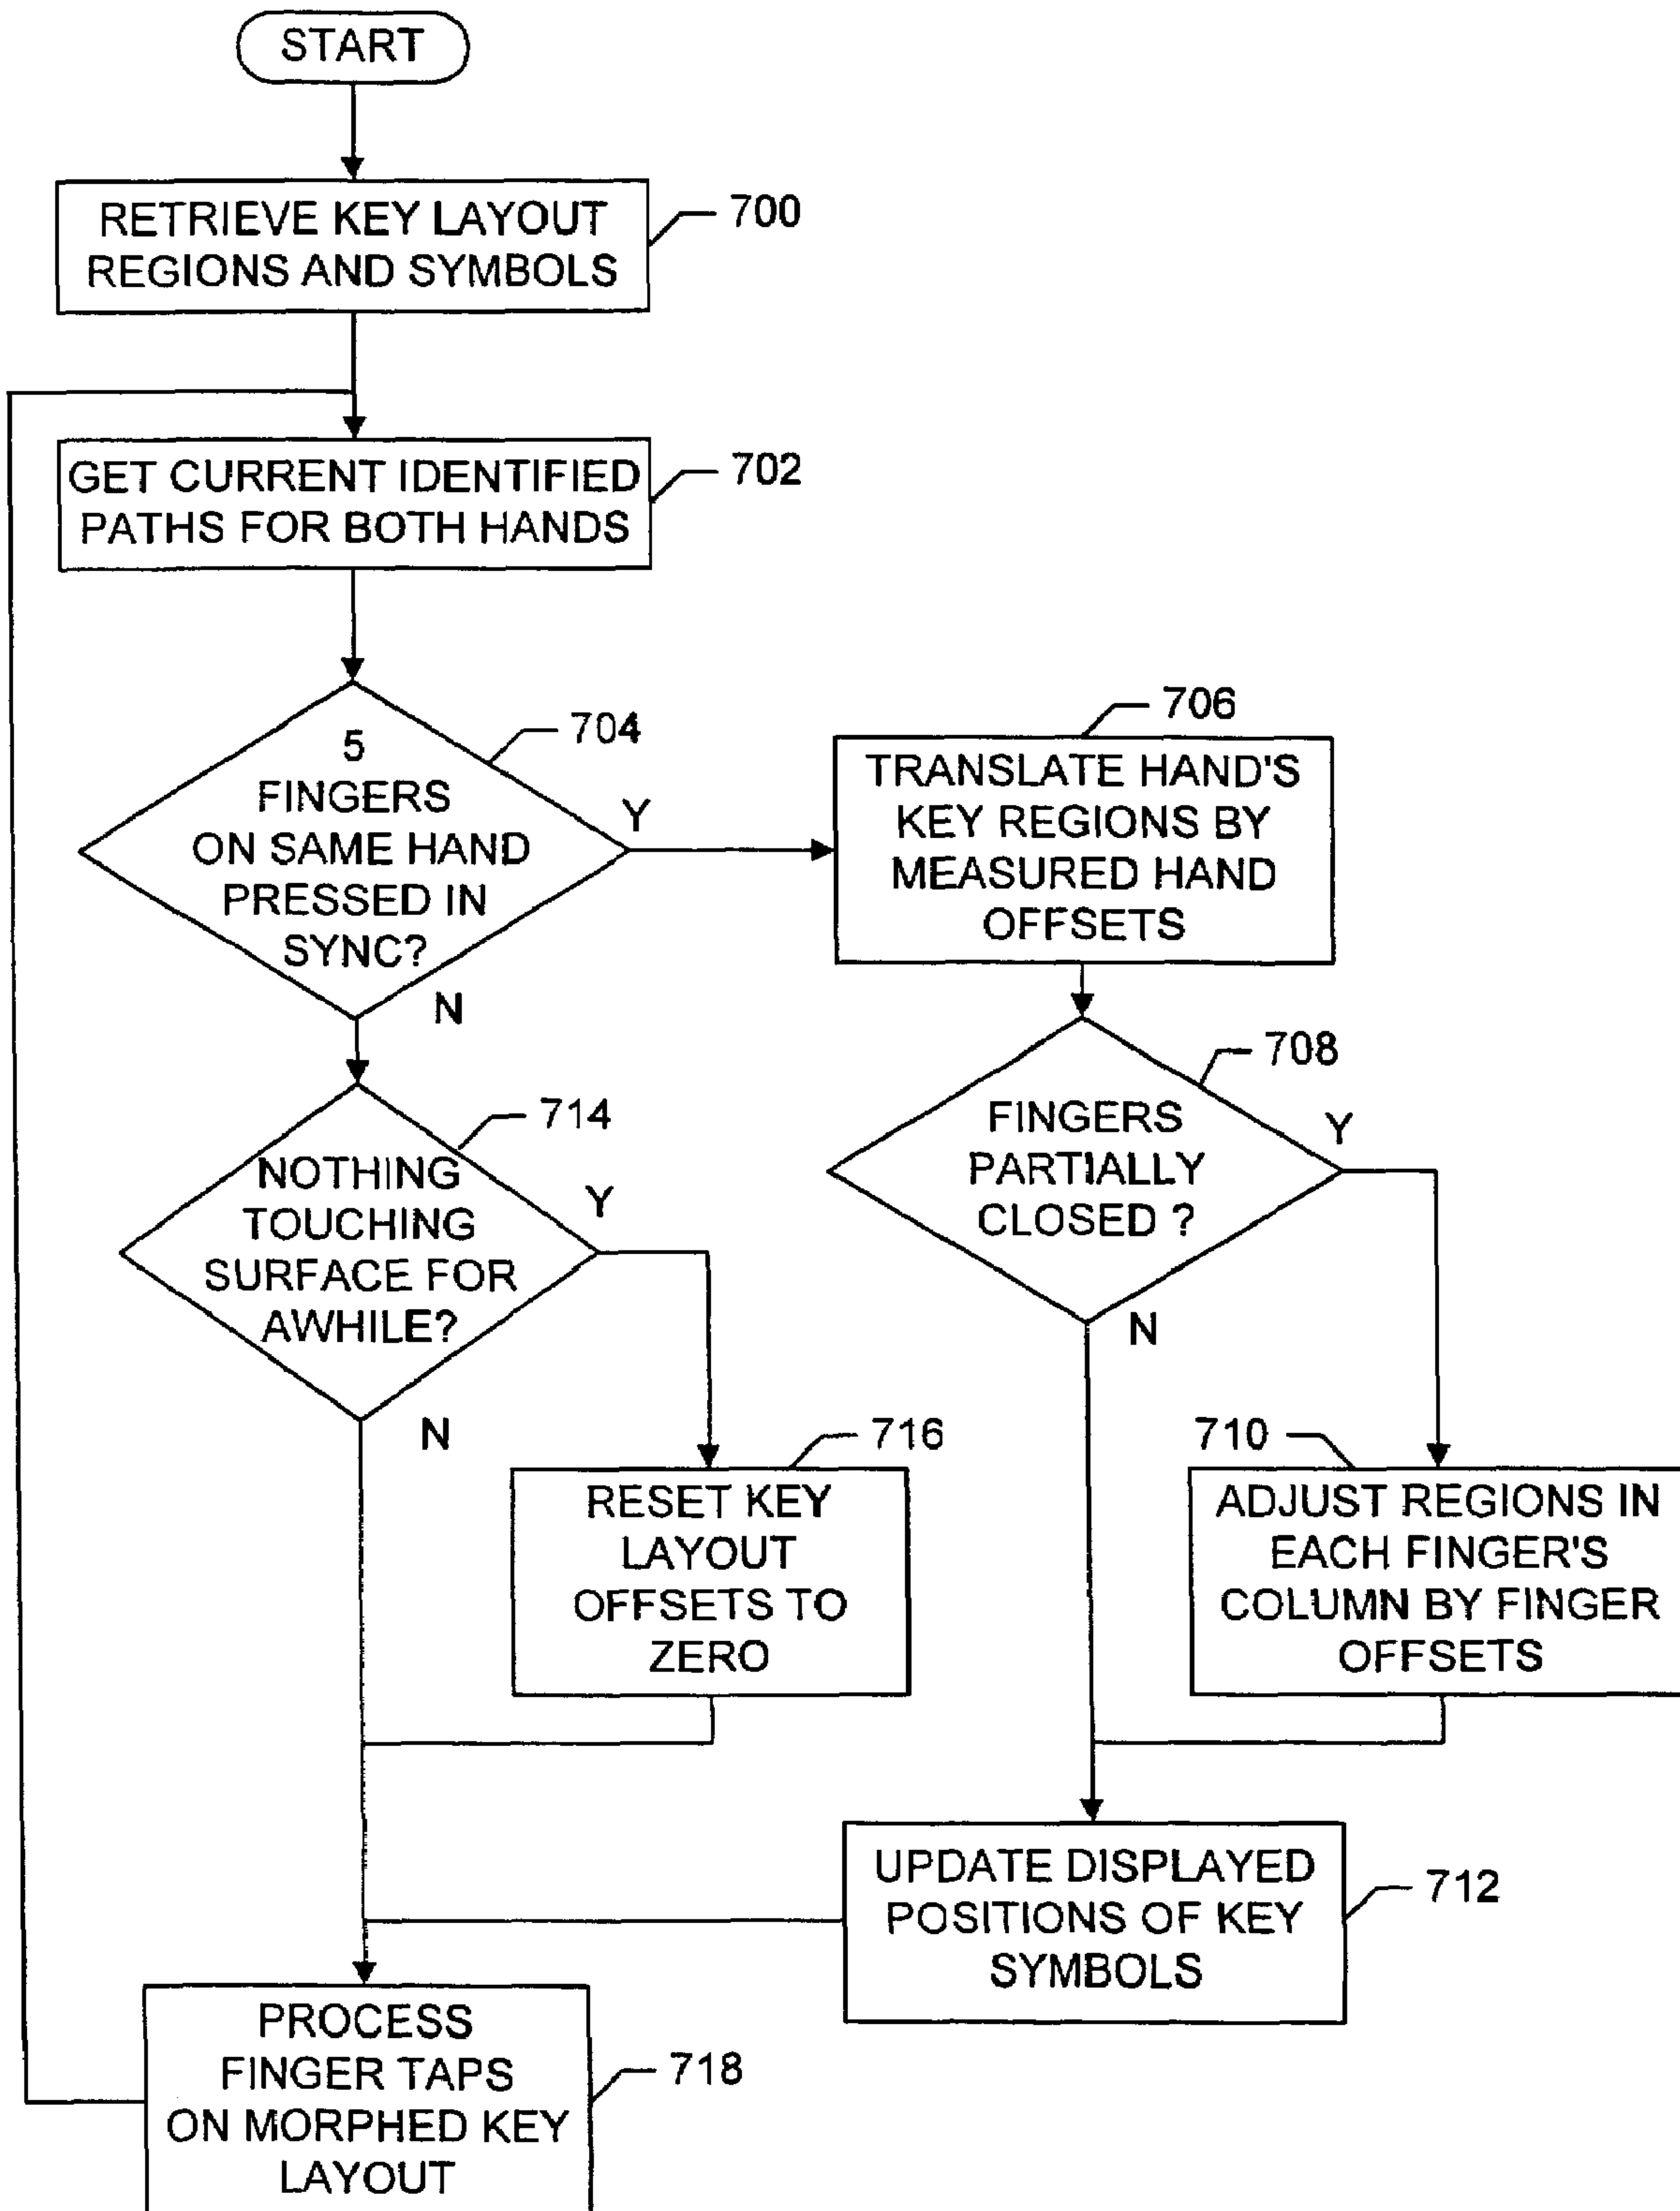 START
RETRIEVE KEY LAYOUT
REGIONS AND SYMBOLS
700
GET CURRENT IDENTIFIED
PATHS FOR BOTH HANDS
702
5
FINGERS
ON SAME HAND
PRESSED IN
SYNC?
704
Y
N
706
TRANSLATE HAND'S
KEY REGIONS BY
MEASURED HAND
OFFSETS
708
FINGERS
PARTIALLY
CLOSED ?
Y
N
714
NOTHING
TOUCHING
SURFACE FOR
AWHILE?
Y
N
716
RESET KEY
LAYOUT
OFFSETS TO
ZERO
710
ADJUST REGIONS IN
EACH FINGER'S
COLUMN BY FINGER
OFFSETS
UPDATE DISPLAYED
POSITIONS OF KEY
SYMBOLS
712
PROCESS
FINGER TAPS
ON MORPHED KEY
LAYOUT
718